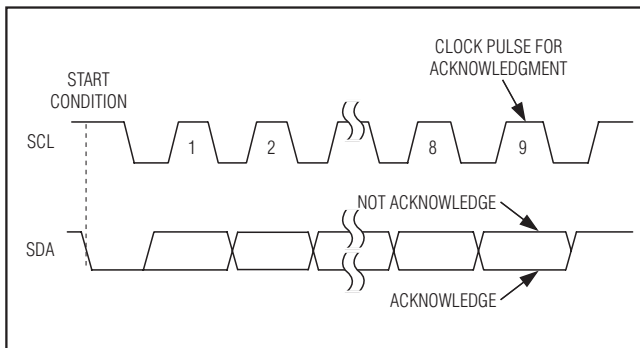 CLOCK PULSE FOR
ACKNOWLEDGMENT
START
CONDITION
SCL
1
2
8
9
NOT ACKNOWLEDGE
SDA
ACKNOWLEDGE